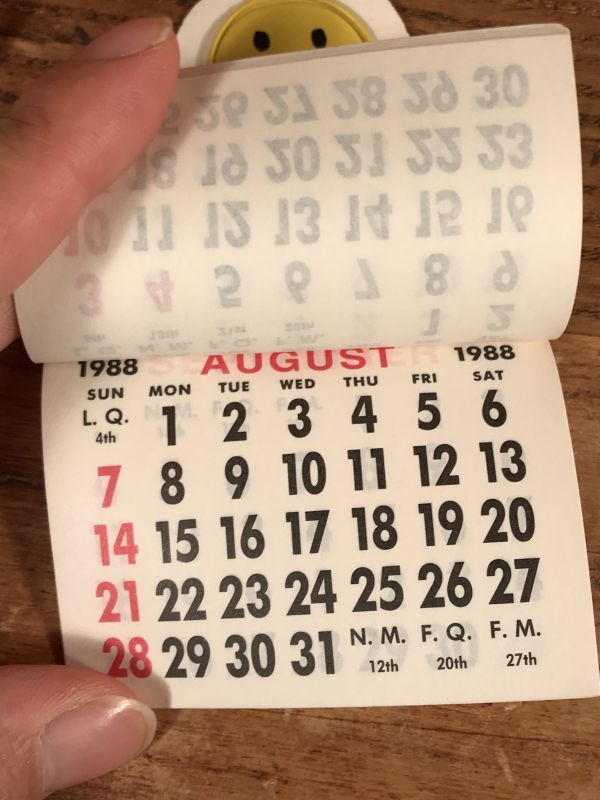 1988 AUGUST 1988
SUN MON TUE WED THU FRI SAT
L. Q. 4th 1 2 3 4 5 6
7 8 9 10 11 12 13
14 15 16 17 18 19 20
21 22 23 24 25 26 27
28 29 30 31 N. M. 12th F. Q. 20th F. M. 27th